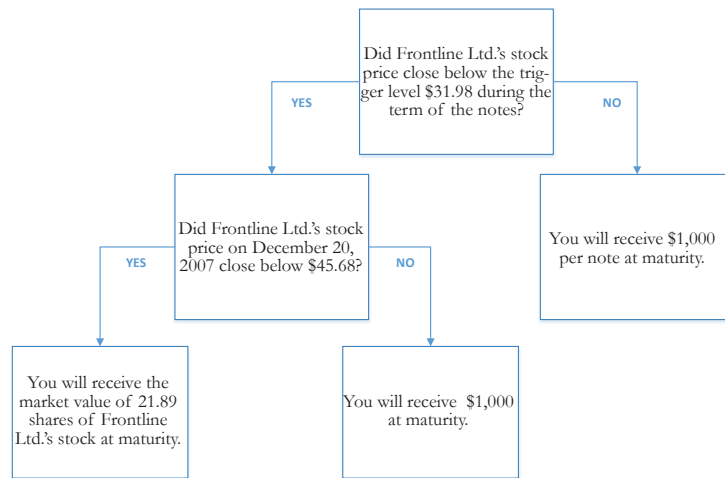 Did Frontline Ltd.'s stock
price close below the trig-
ger level $31.98 during the
term of the notes?
YES
NO
Did Frontline Ltd.'s stock
price on December 20,
2007 close below $45.68?
You will receive $1,000
per note at maturity.
YES
NO
You will receive the
market value of 21.89
shares of Frontline
Ltd.'s stock at maturity.
You will receive  $1,000
at maturity.